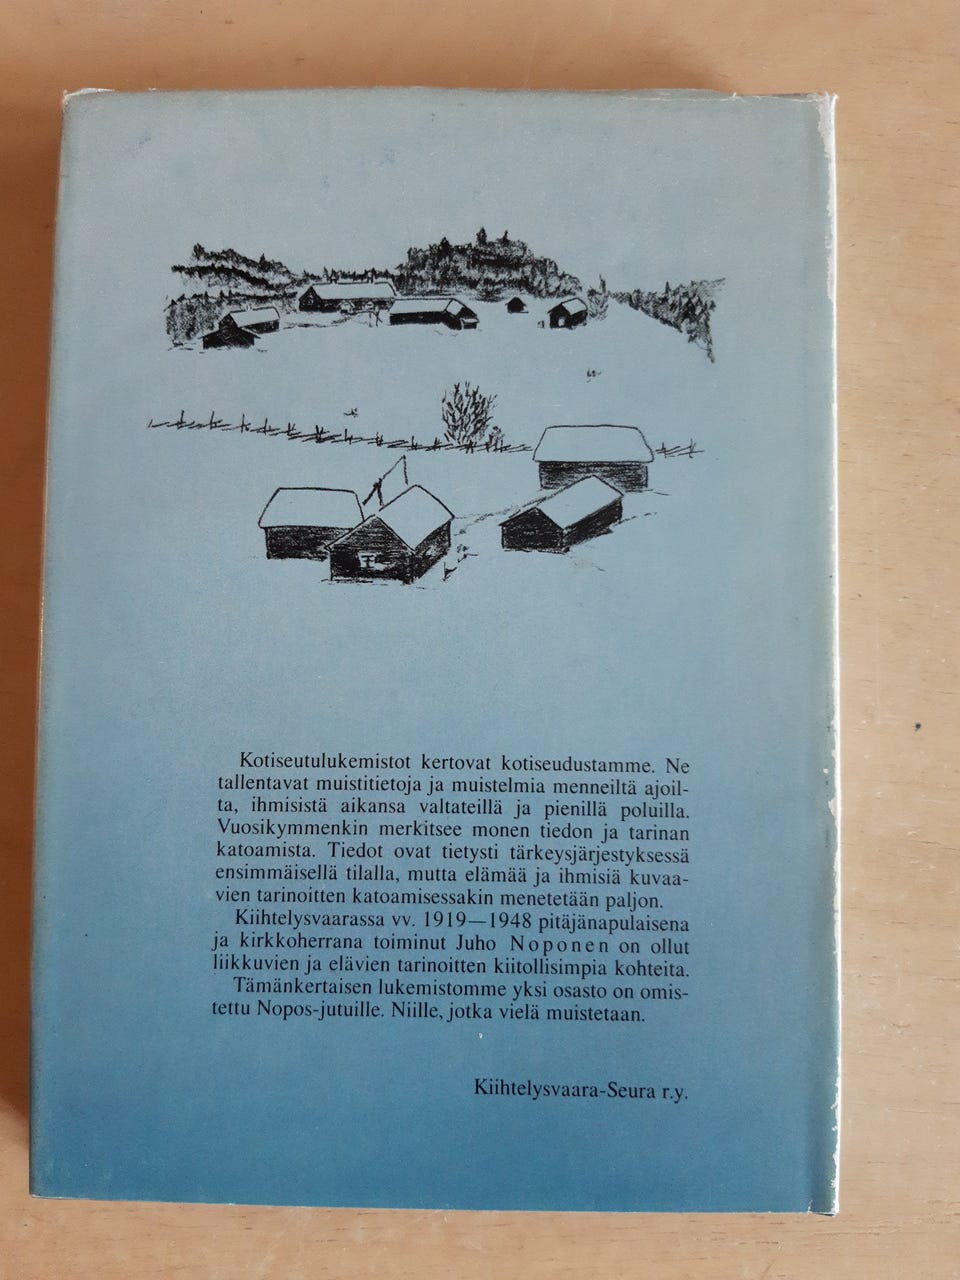 Kotiseutulukemistot kertovat kotiseudustamme. Ne
tallentavat muistitietoja ja muistelmia menneiltä ajoil-
ta, ihmisistä aikansa valtateillä ja pienillä poluilla.
Vuosikymmenkin merkitsee monen tiedon ja tarinan
katoamista. Tiedot ovat tietysti tärkeysjärjestyksessä
ensimmäisellä tilalla, mutta elämää ja ihmisiä kuvaa-
vien tarinoitten katoamisessakin menetetään paljon.
Kiihtelysvaarassa vv. 1919—1948 pitäjänapulaisena
ja kirkkoherrana toiminut Juho Noponen on ollut
liikkuvien ja elävien tarinoitten kiitollisimpia kohteita.
Tämänkertaisen lukemistomme yksi osasto on omis-
tettu Nopos-jutuille. Niille, jotka vielä muistetaan.
Kiihtelysvaara-Seura r.y.